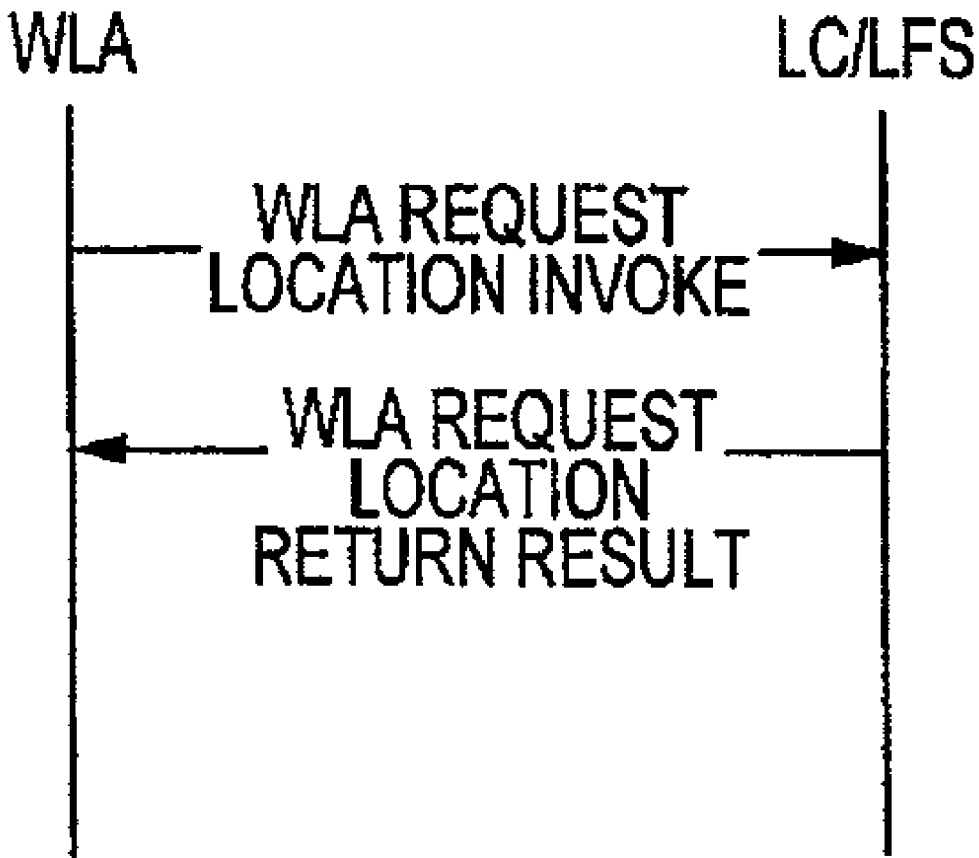 WLA
LC/LFS
WLA REQUEST
LOCATION INVOKE
WLA REQUEST
LOCATION
RETURN RESULT